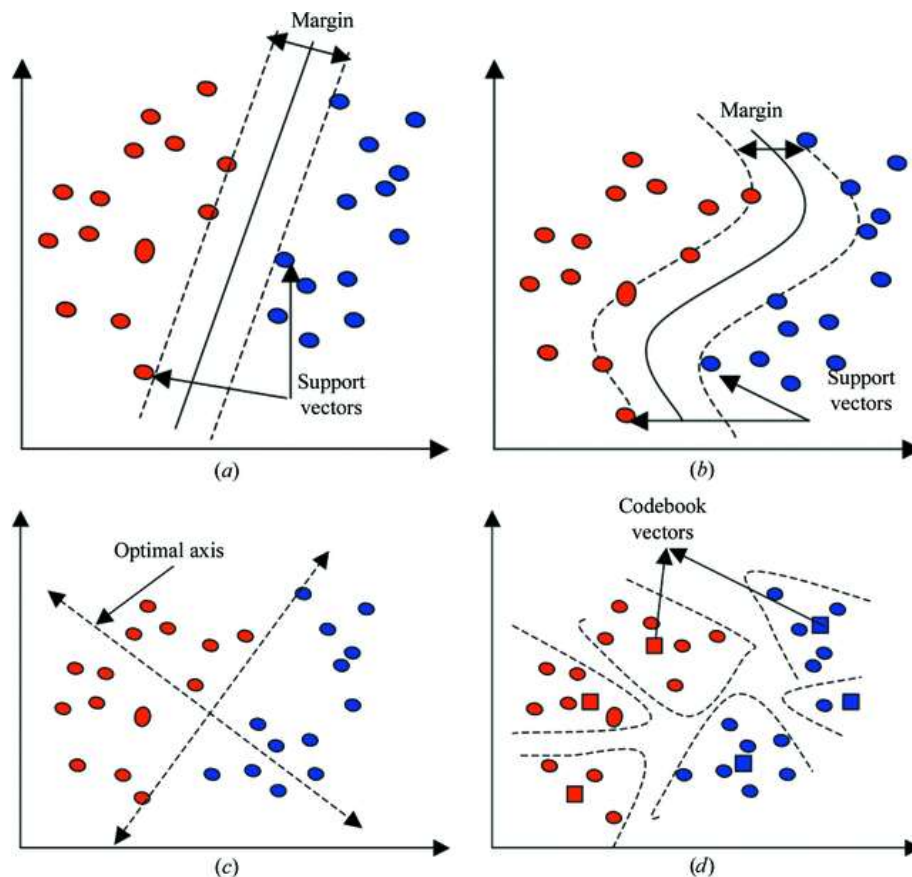 Margin
Support
vectors
(a)
Margin
Support
vectors
(b)
Optimal axis
(c)
Codebook
vectors
(d)